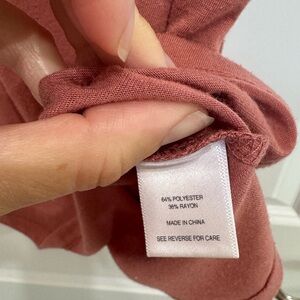 64% POLYESTER
36% RAYON
MADE IN CHINA
SEE REVERSE FOR CARE